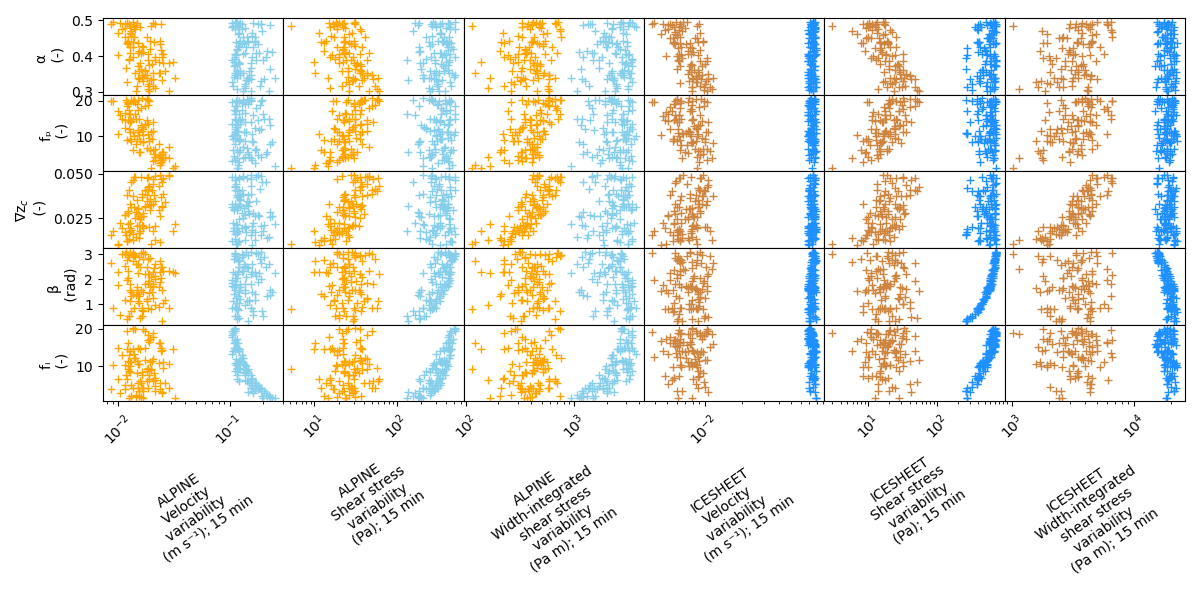 0.5
0.4
0.3
α
(-)
20
10
fₚ
(-)
0.050
0.025
∇z_C
(-)
3
2
1
β
(rad)
20
10
fᵢ
(-)
10⁻² 10⁻¹ 10¹ 10² 10² 10³ 10⁻² 10¹ 10² 10³ 10⁴
ALPINE
Velocity
variability
(m s⁻¹); 15 min
ALPINE
Shear stress
variability
(Pa); 15 min
ALPINE
Width-integrated
shear stress
variability
(Pa m); 15 min
ICESHEET
Velocity
variability
(m s⁻¹); 15 min
ICESHEET
Shear stress
variability
(Pa); 15 min
ICESHEET
Width-integrated
shear stress
variability
(Pa m); 15 min